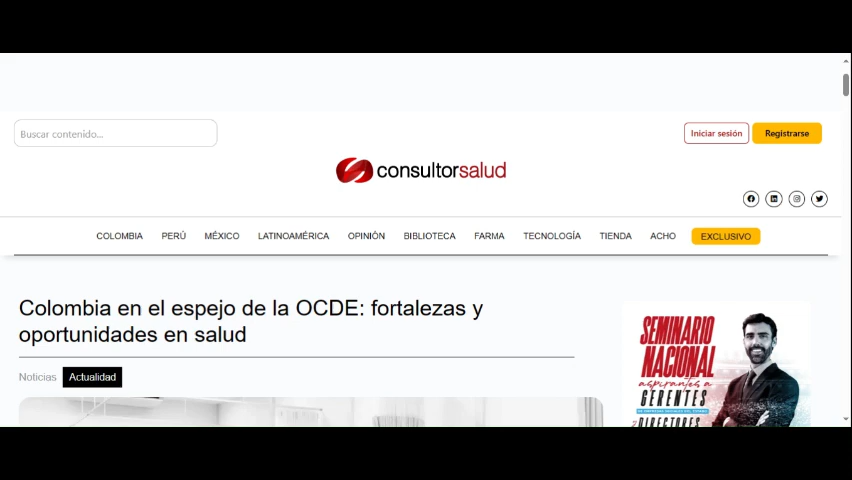 Buscar contenido...
Iniciar sesión
Registrarse
consultorsalud
COLOMBIA PERÚ MÉXICO LATINOAMÉRICA OPINIÓN BIBLIOTECA FARMA TECNOLOGÍA TIENDA ACHO EXCLUSIVO
Colombia en el espejo de la OCDE: fortalezas y
oportunidades en salud
Noticias Actualidad
SEMINARIO
NACIONAL
aspirantes a
GERENTES
DIRECTORES